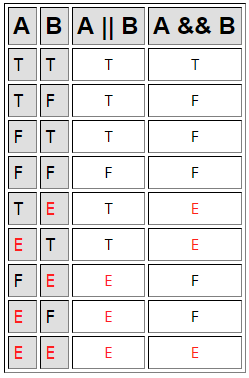 A B A || B A && B
T T T T
T F T F
F T T F
F F F F
T E T E
E T T E
F E E F
E F E F
E E E E